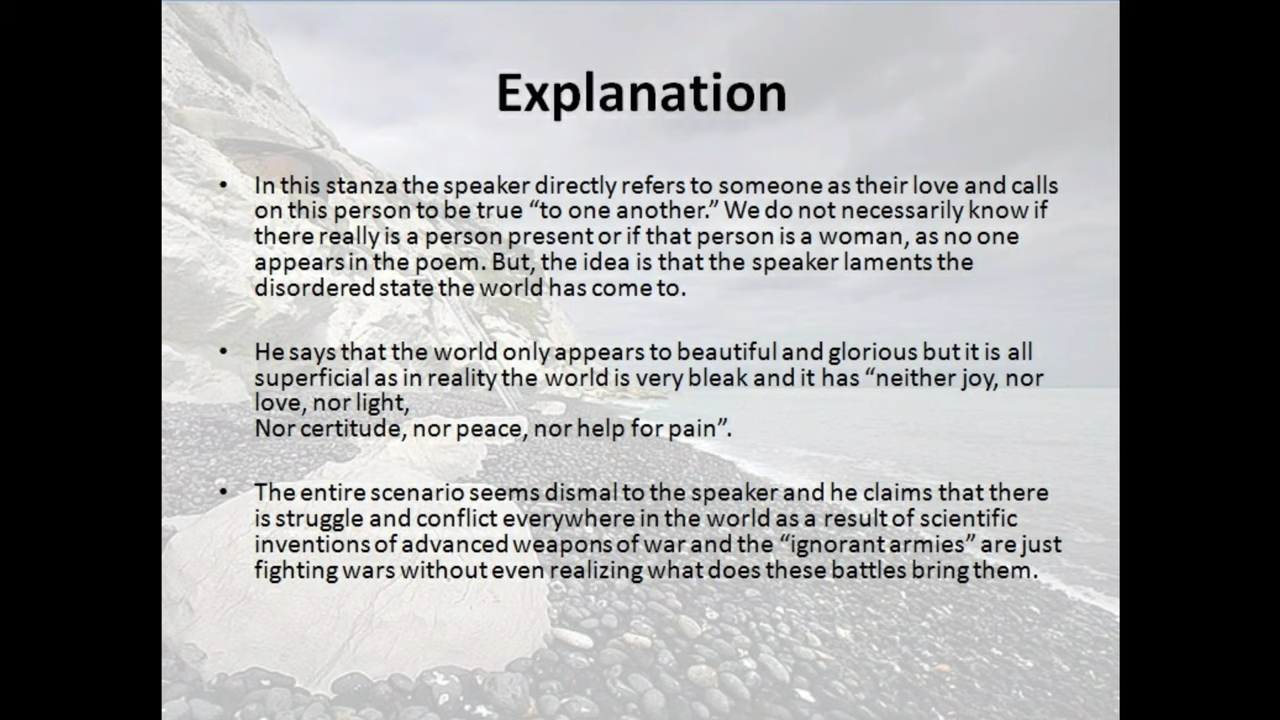 Explanation
• In this stanza the speaker directly refers to someone as their love and calls
on this person to be true “to one another.” We do not necessarily know if
there really is a person present or if that person is a woman, as no one
appears in the poem. But, the idea is that the speaker laments the
disordered state the world has come to.
• He says that the world only appears to beautiful and glorious but it is all
superficial as in reality the world is very bleak and it has “neither joy, nor
love, nor light,
Nor certitude, nor peace, nor help for pain”.
• The entire scenario seems dismal to the speaker and he claims that there
is struggle and conflict everywhere in the world as a result of scientific
inventions of advanced weapons of war and the “ignorant armies” are just
fighting wars without even realizing what does these battles bring them.